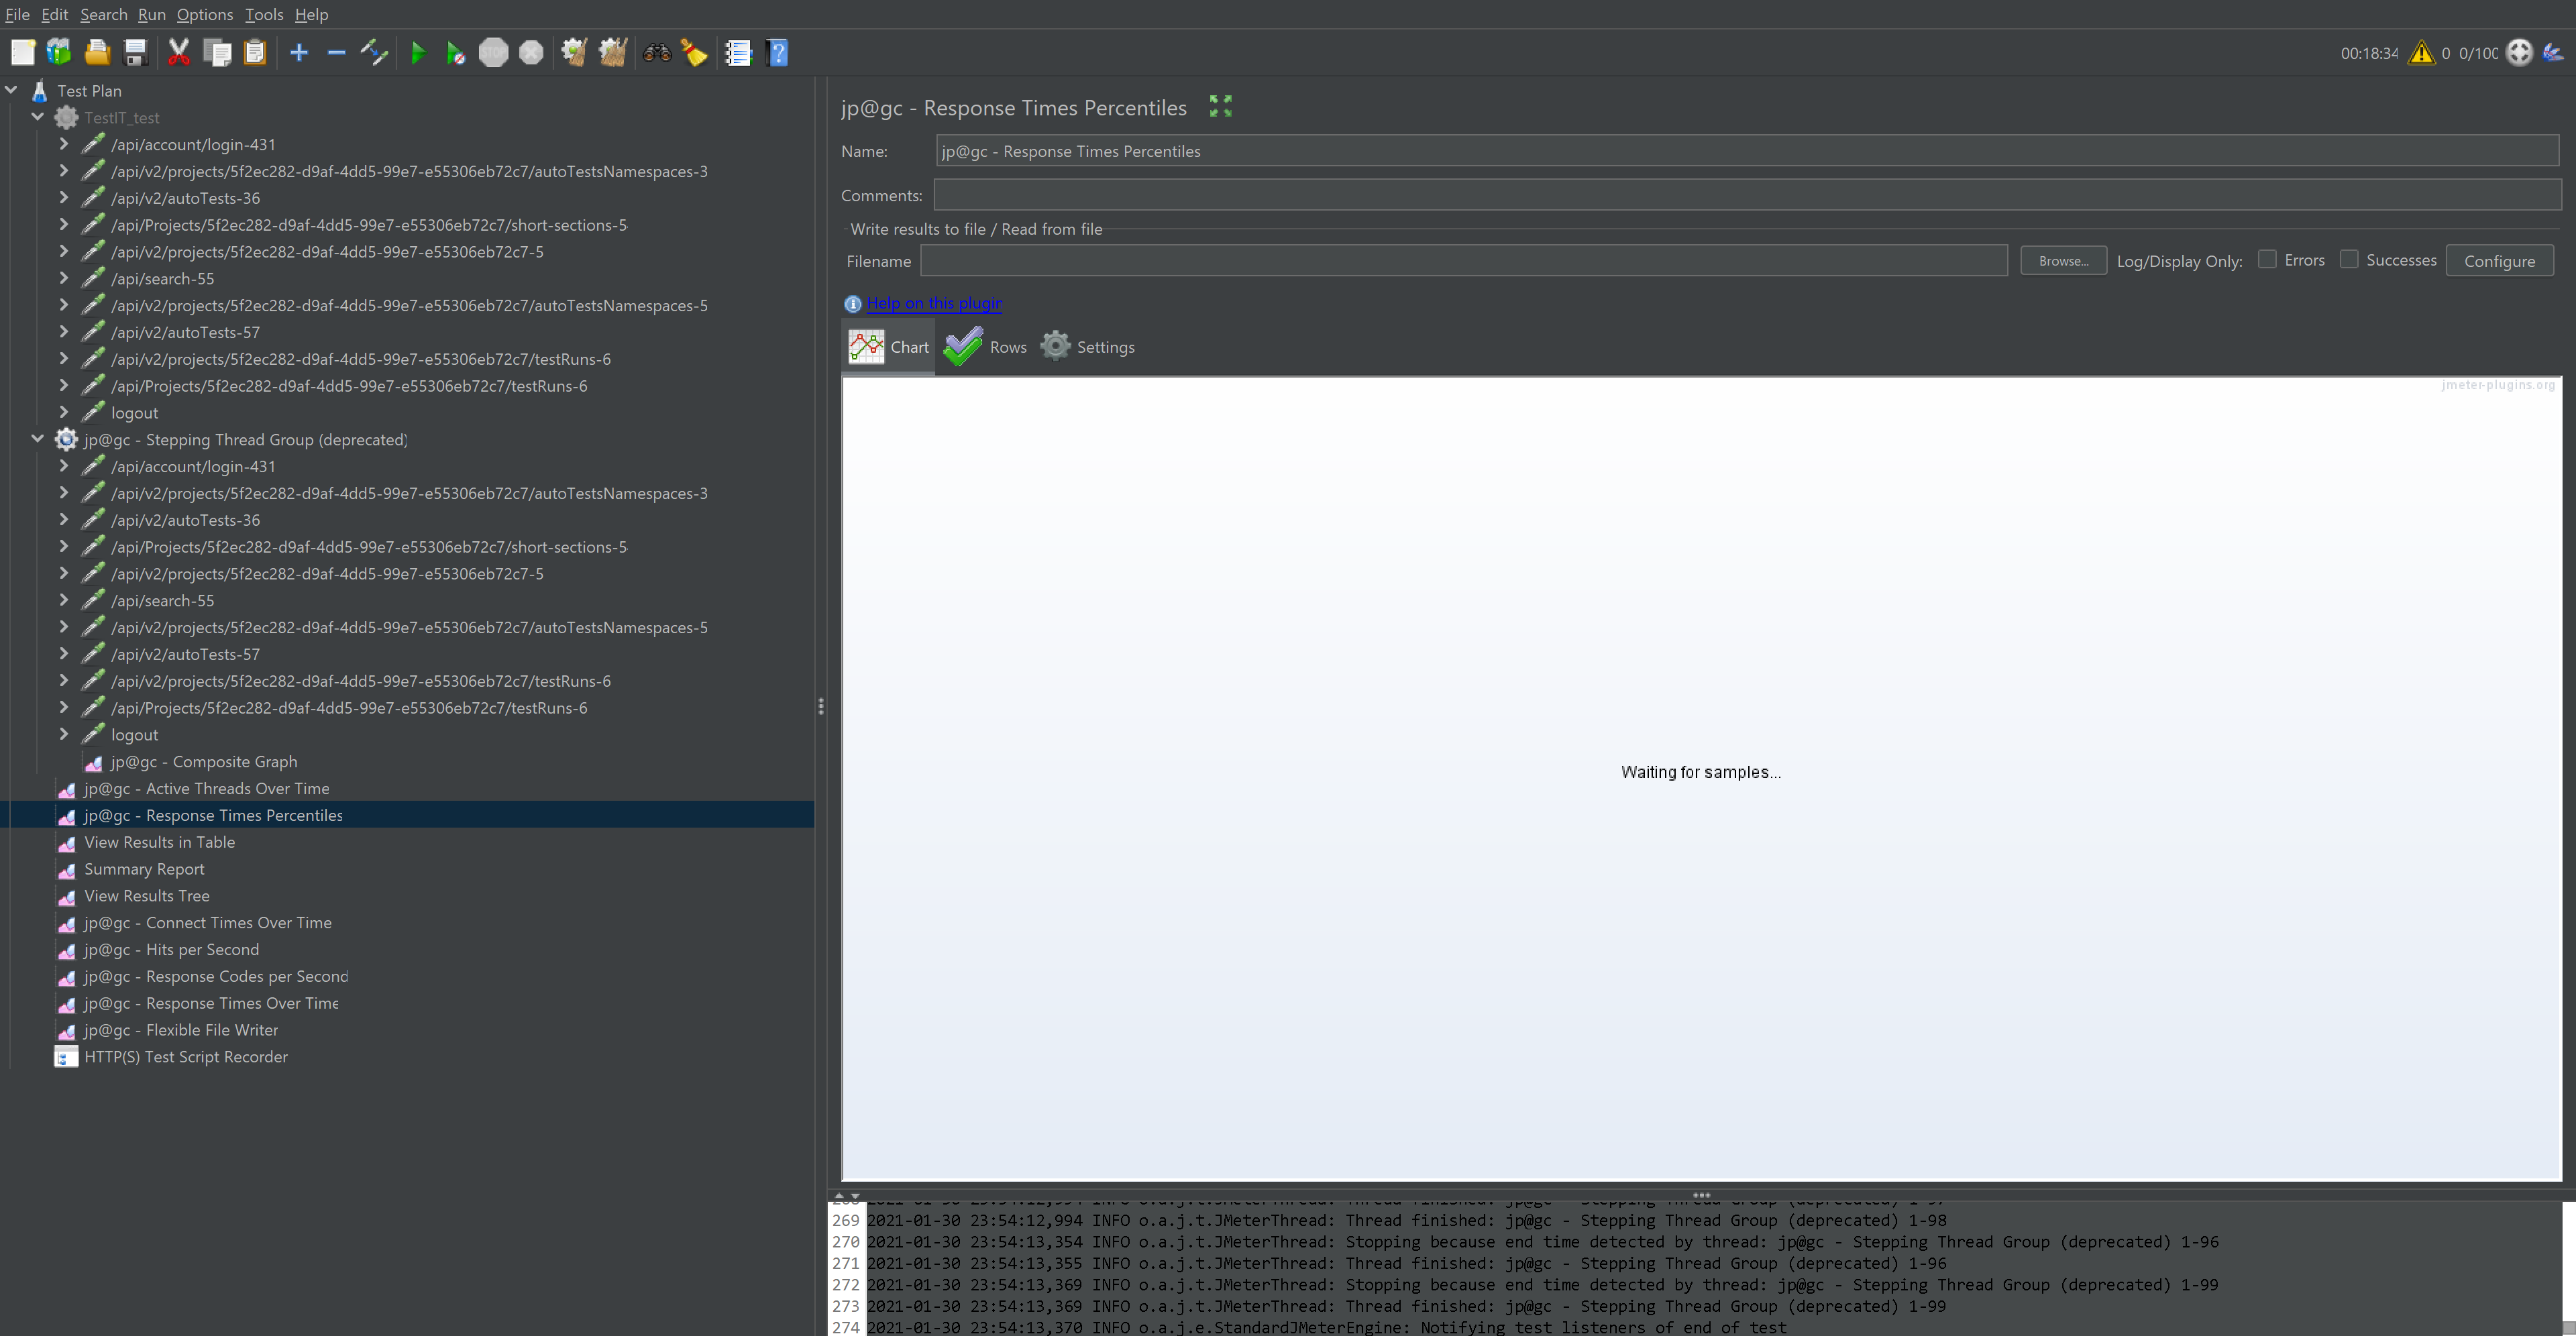 File Edit Search Run Options Tools Help
00:18:34 0 0/100
Test Plan
TestIT_test
/api/account/login-431
/api/v2/projects/5f2ec282-d9af-4dd5-99e7-e55306eb72c7/autoTestsNamespaces-3
/api/v2/autoTests-36
/api/Projects/5f2ec282-d9af-4dd5-99e7-e55306eb72c7/short-sections-5
/api/v2/projects/5f2ec282-d9af-4dd5-99e7-e55306eb72c7-5
/api/search-55
/api/v2/projects/5f2ec282-d9af-4dd5-99e7-e55306eb72c7/autoTestsNamespaces-5
/api/v2/autoTests-57
/api/v2/projects/5f2ec282-d9af-4dd5-99e7-e55306eb72c7/testRuns-6
/api/Projects/5f2ec282-d9af-4dd5-99e7-e55306eb72c7/testRuns-6
logout
jp@gc - Stepping Thread Group (deprecated)
/api/account/login-431
/api/v2/projects/5f2ec282-d9af-4dd5-99e7-e55306eb72c7/autoTestsNamespaces-3
/api/v2/autoTests-36
/api/Projects/5f2ec282-d9af-4dd5-99e7-e55306eb72c7/short-sections-5
/api/v2/projects/5f2ec282-d9af-4dd5-99e7-e55306eb72c7-5
/api/search-55
/api/v2/projects/5f2ec282-d9af-4dd5-99e7-e55306eb72c7/autoTestsNamespaces-5
/api/v2/autoTests-57
/api/v2/projects/5f2ec282-d9af-4dd5-99e7-e55306eb72c7/testRuns-6
/api/Projects/5f2ec282-d9af-4dd5-99e7-e55306eb72c7/testRuns-6
logout
jp@gc - Composite Graph
jp@gc - Active Threads Over Time
jp@gc - Response Times Percentiles
View Results in Table
Summary Report
View Results Tree
jp@gc - Connect Times Over Time
jp@gc - Hits per Second
jp@gc - Response Codes per Second
jp@gc - Response Times Over Time
jp@gc - Flexible File Writer
HTTP(S) Test Script Recorder
jp@gc - Response Times Percentiles
Name: jp@gc - Response Times Percentiles
Comments:
Write results to file / Read from file
Filename Browse... Log/Display Only: Errors Successes Configure
Help on this plugin
Chart Rows Settings
jmeter-plugins.org
Waiting for samples...
269 2021-01-30 23:54:12,994 INFO o.a.j.t.JMeterThread: Thread finished: jp@gc - Stepping Thread Group (deprecated) 1-98
270 2021-01-30 23:54:13,354 INFO o.a.j.t.JMeterThread: Stopping because end time detected by thread: jp@gc - Stepping Thread Group (deprecated) 1-96
271 2021-01-30 23:54:13,355 INFO o.a.j.t.JMeterThread: Thread finished: jp@gc - Stepping Thread Group (deprecated) 1-96
272 2021-01-30 23:54:13,369 INFO o.a.j.t.JMeterThread: Stopping because end time detected by thread: jp@gc - Stepping Thread Group (deprecated) 1-99
273 2021-01-30 23:54:13,369 INFO o.a.j.t.JMeterThread: Thread finished: jp@gc - Stepping Thread Group (deprecated) 1-99
274 2021-01-30 23:54:13,370 INFO o.a.j.e.StandardJMeterEngine: Notifying test listeners of end of test